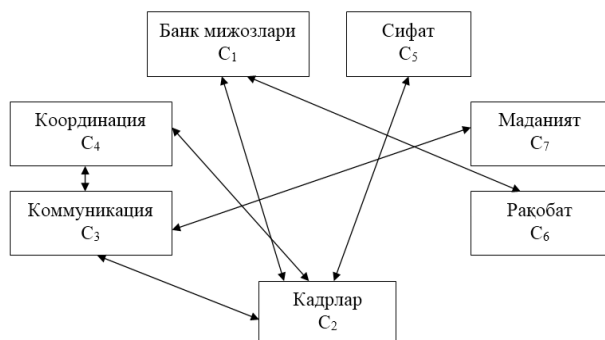 Банк мижозлари
C₁
Сифат
C₅
Координация
C₄
Маданият
C₇
Коммуникация
C₃
Рақобат
C₆
Кадрлар
C₂